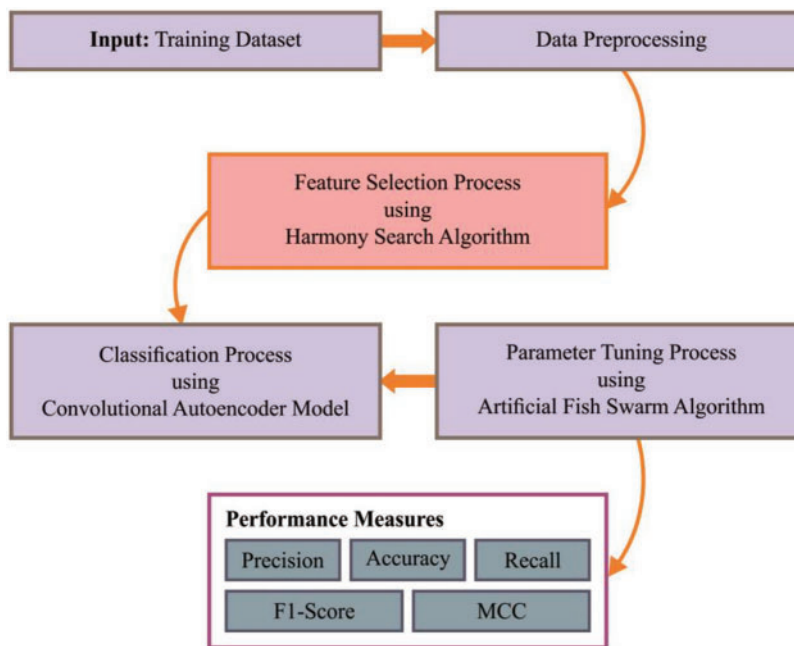 Input: Training Dataset
Data Preprocessing
Feature Selection Process
using
Harmony Search Algorithm
Classification Process
using
Convolutional Autoencoder Model
Parameter Tuning Process
using
Artificial Fish Swarm Algorithm
Performance Measures
Precision
Accuracy
Recall
F1-Score
MCC